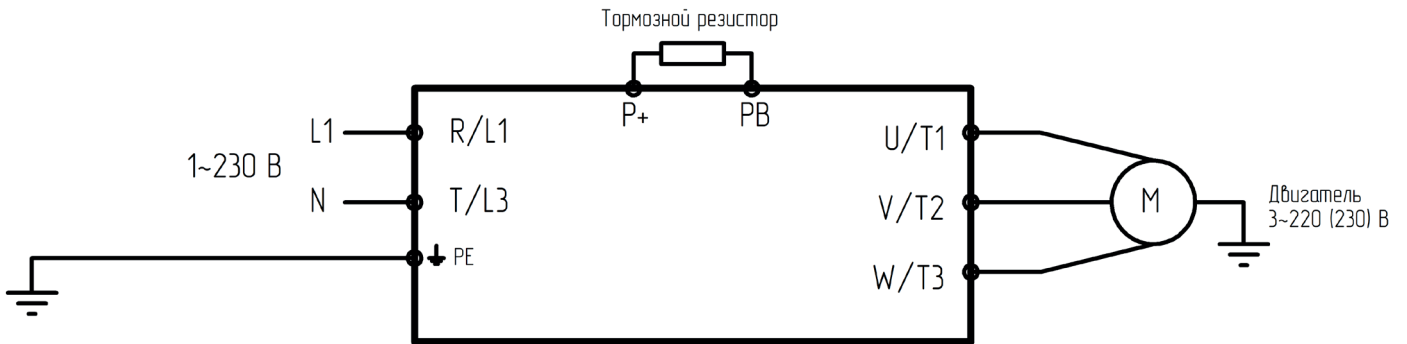 Тормозной резистор
P+
PB
L1
R/L1
U/T1
1~230 В
N
T/L3
V/T2
M
Двигатель
3~220 (230) В
PE
W/T3